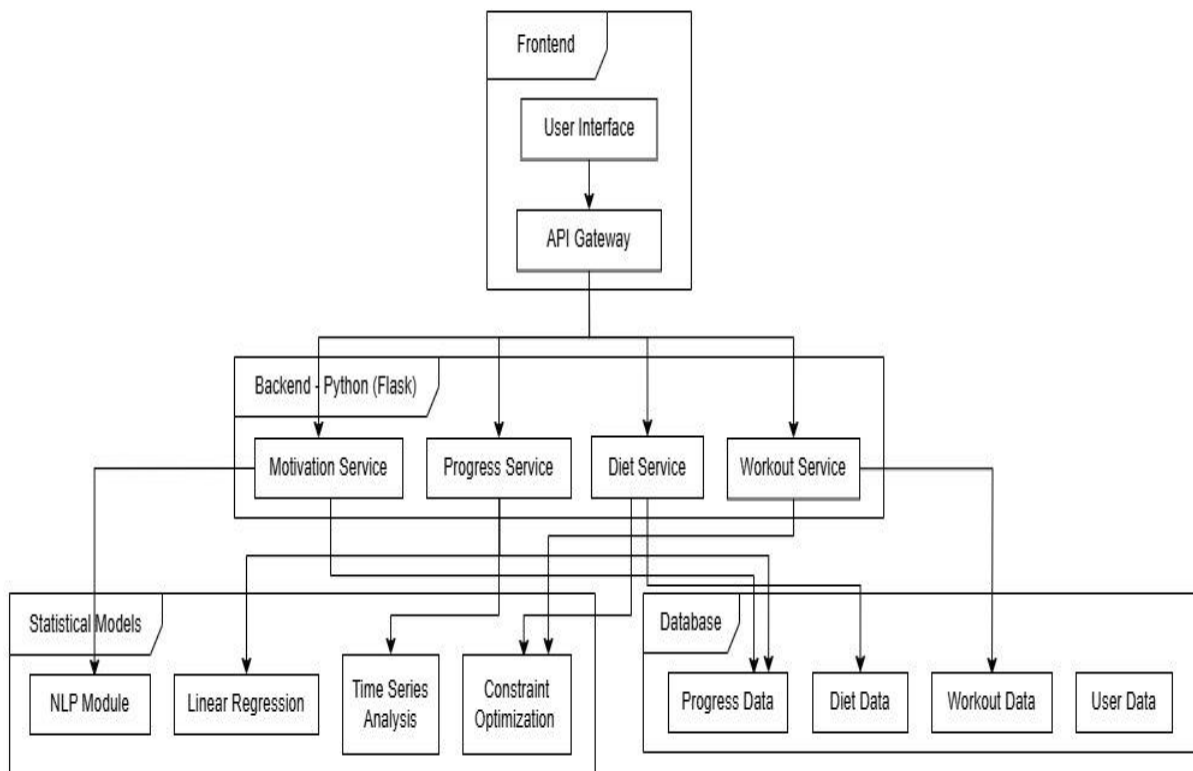 Frontend
User Interface
API Gateway
Backend - Python (Flask)
Motivation Service
Progress Service
Diet Service
Workout Service
Statistical Models
NLP Module
Linear Regression
Time Series
Analysis
Constraint
Optimization
Database
Progress Data
Diet Data
Workout Data
User Data